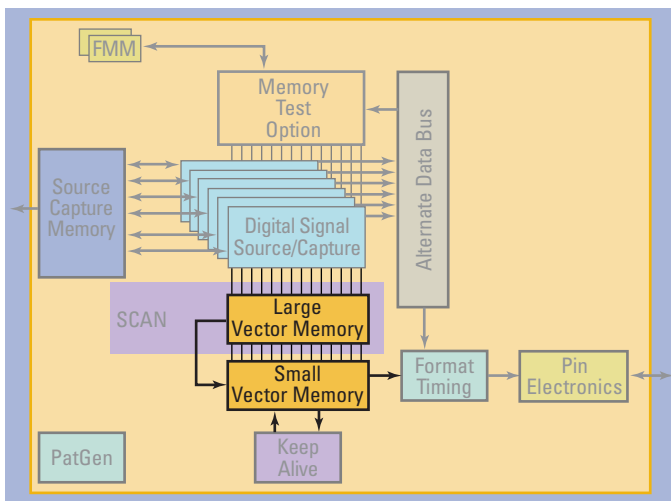 FMM
Memory
Test
Option
Alternate Data Bus
Source
Capture
Memory
Digital Signal
Source/Capture
SCAN
Large
Vector Memory
Small
Vector Memory
Format
Timing
Pin
Electronics
PatGen
Keep
Alive